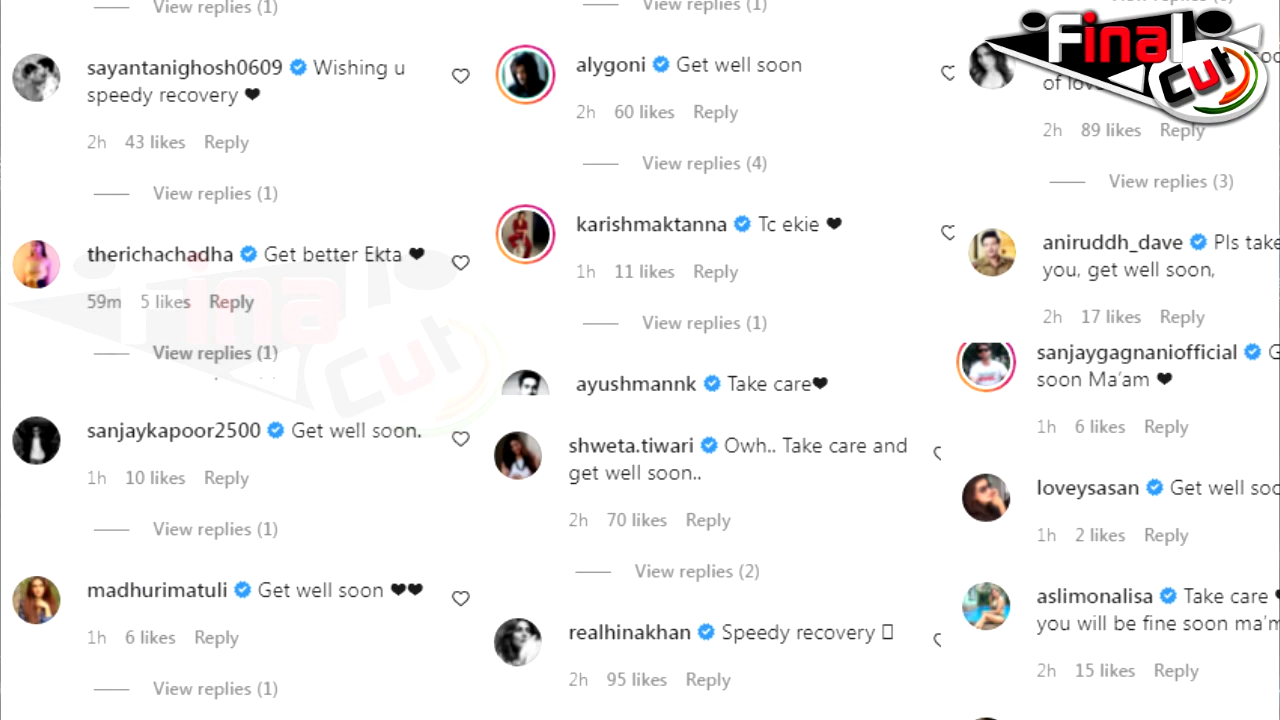 View replies (1)
sayantanighosh0609 Wishing u
speedy recovery ❤
2h 43 likes Reply
View replies (1)
therichachadha Get better Ekta ❤
59m 5 likes Reply
View replies (1)
sanjaykapoor2500 Get well soon.
1h 10 likes Reply
View replies (1)
madhurimatuli Get well soon ❤❤
1h 6 likes Reply
View replies (1)
View replies (1)
alygoni Get well soon
2h 60 likes Reply
View replies (4)
karishmaktanna Tc ekie ❤
1h 11 likes Reply
View replies (1)
ayushmannk Take care❤
shweta.tiwari Owh.. Take care and
get well soon..
2h 70 likes Reply
View replies (2)
realhinakhan Speedy recovery
2h 95 likes Reply
Final
Cut
of
2h 89 likes Reply
View replies (3)
aniruddh_dave Pls take
you, get well soon,
2h 17 likes Reply
sanjaygagnaniofficial G
soon Ma'am ❤
1h 6 likes Reply
loveysasan Get well soo
1h 2 likes Reply
aslimonalisa Take care
you will be fine soon ma'm
2h 15 likes Reply
Final
Cut